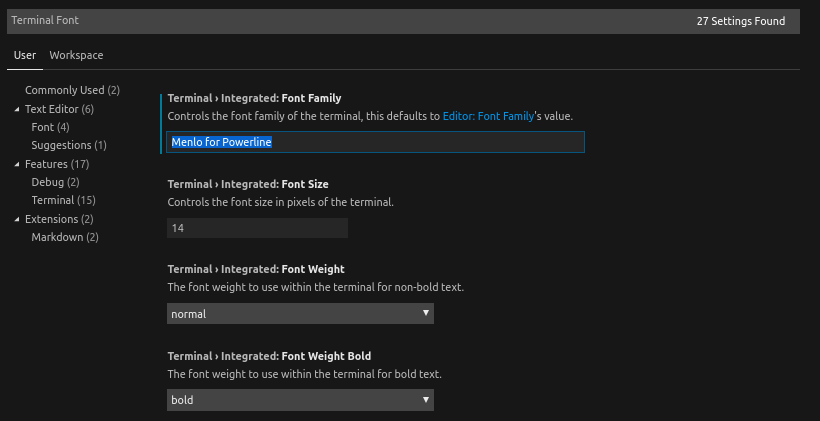 Terminal Font
27 Settings Found
User Workspace
Commonly Used (2)
Text Editor (6)
Font (4)
Suggestions (1)
Features (17)
Debug (2)
Terminal (15)
Extensions (2)
Markdown (2)
Terminal › Integrated: Font Family
Controls the font family of the terminal, this defaults to Editor: Font Family's value.
Menlo for Powerline
Terminal › Integrated: Font Size
Controls the font size in pixels of the terminal.
14
Terminal › Integrated: Font Weight
The font weight to use within the terminal for non-bold text.
normal
Terminal › Integrated: Font Weight Bold
The font weight to use within the terminal for bold text.
bold